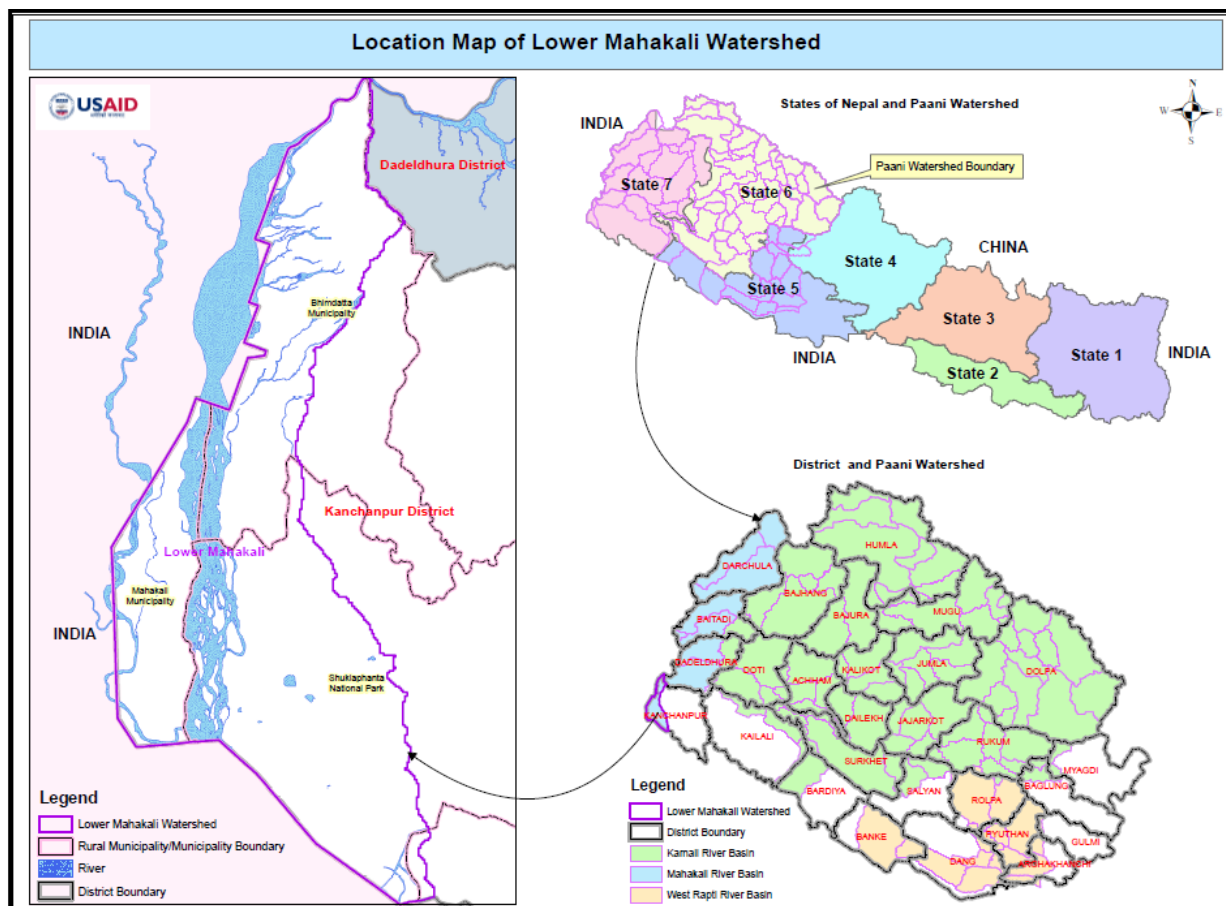 Location Map of Lower Mahakali Watershed
USAID
Dadeldhura District
INDIA
Bhimdatta
Municipality
Kanchanpur District
Lower Mahakali
Mahakali
Municipality
INDIA
Shuklaphanta
National Park
Legend
Lower Mahakali Watershed
Rural Municipality/Municipality Boundary
River
District Boundary
States of Nepal and Paani Watershed
N
W
E
S
INDIA
Paani Watershed Boundary
State 7
State 6
CHINA
State 4
State 5
State 3
INDIA
State 1
INDIA
State 2
District and Paani Watershed
HUMLA
DARCHULA
BAJHANG
MUGU
BAITADI
BAJURA
DADELDHURA
DOTI
KALIKOT
JUMLA
DOLPA
ACHHAM
KANCHANPUR
DAILEKH
JAJARKOT
KAILALI
RUKUM
SURKHET
MYAGDI
BARDIYA
SALYAN
BAGLUNG
ROLPA
BANKE
PYUTHAN
GULMI
DANG
ARGHAKHANCHI
Legend
Lower Mahakali Watershed
District Boundary
Karnali River Basin
Mahakali River Basin
West Rapti River Basin